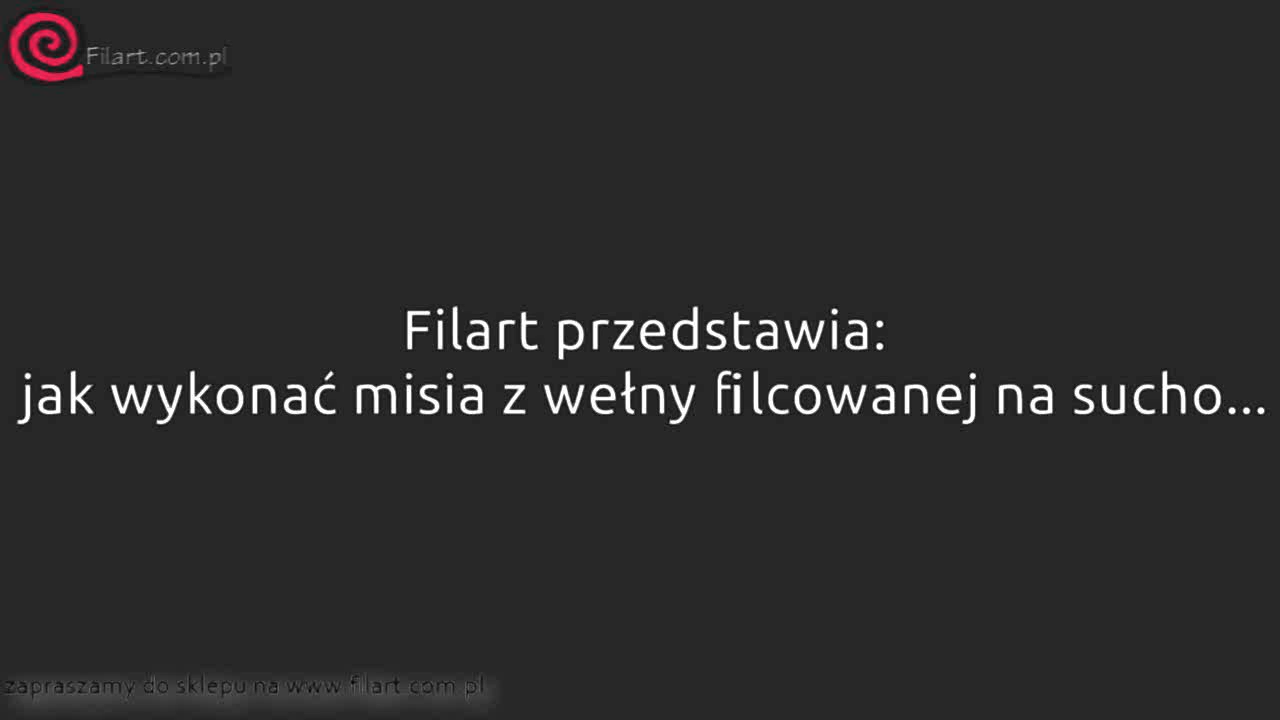 Filart.com.pl
Filart przedstawia:
jak wykonać misia z wełny filcowanej na sucho...
zapraszamy do sklepu na www filart.com.pl